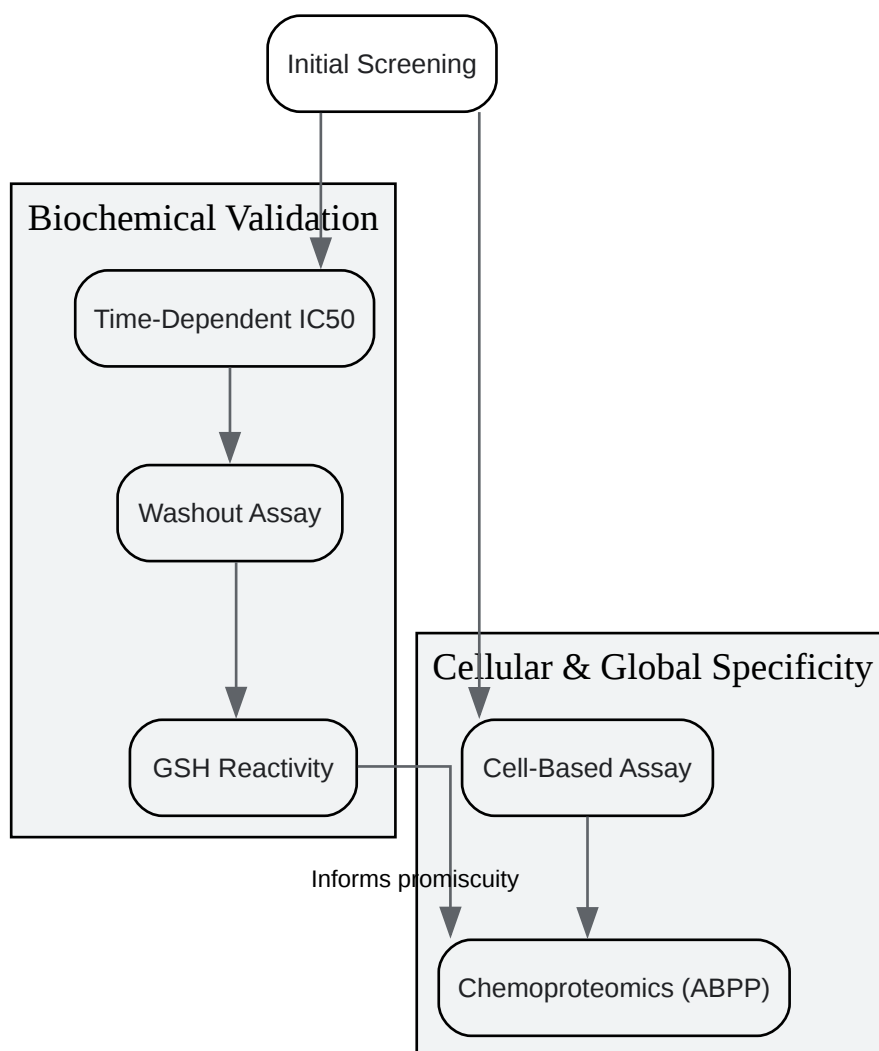 Initial Screening
Biochemical Validation
Time-Dependent IC50
Washout Assay
Cellular & Global Specificity
GSH Reactivity
Cell-Based Assay
Informs promiscuity
Chemoproteomics (ABPP)